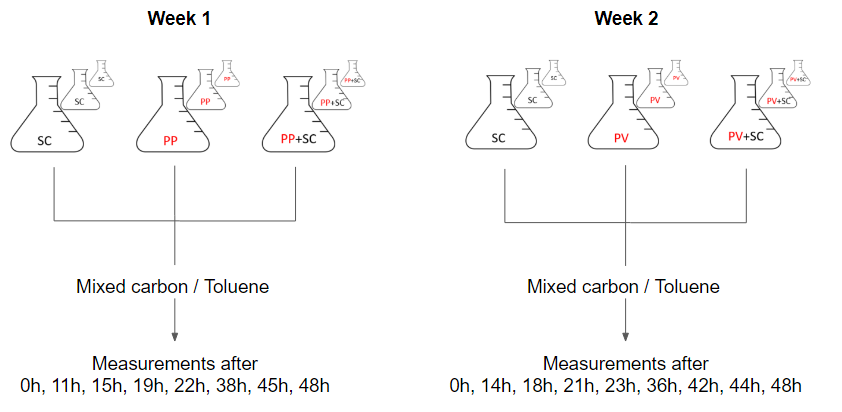 Week 1
SC
SC
SC
PP
PP
PP
PP+SC
PP+SC
PP+SC
Mixed carbon / Toluene
Measurements after
0h, 11h, 15h, 19h, 22h, 38h, 45h, 48h
Week 2
SC
SC
SC
PV
PV
PV
PV+SC
PV+SC
PV+SC
Mixed carbon / Toluene
Measurements after
0h, 14h, 18h, 21h, 23h, 36h, 42h, 44h, 48h